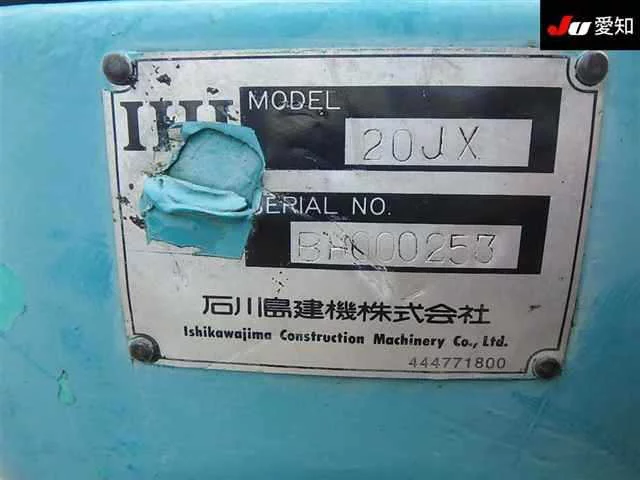 JU 愛知
IHI
MODEL
20JX
SERIAL NO.
BH000253
石川島建機株式会社
Ishikawajima Construction Machinery Co., Ltd.
444771800